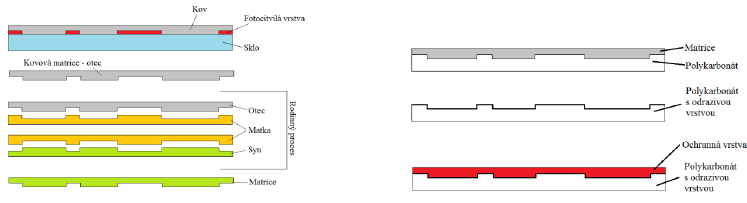 Kov
Fotocitvilá vrstva
Sklo
Kovová matrice - otec
Otec
Matka
Syn
Rodinný proces
Matrice
Matrice
Polykarbonát
Polykarbonát
s odrazivou
vrstvou
Ochranná vrstva
Polykarbonát
s odrazivou
vrstvou